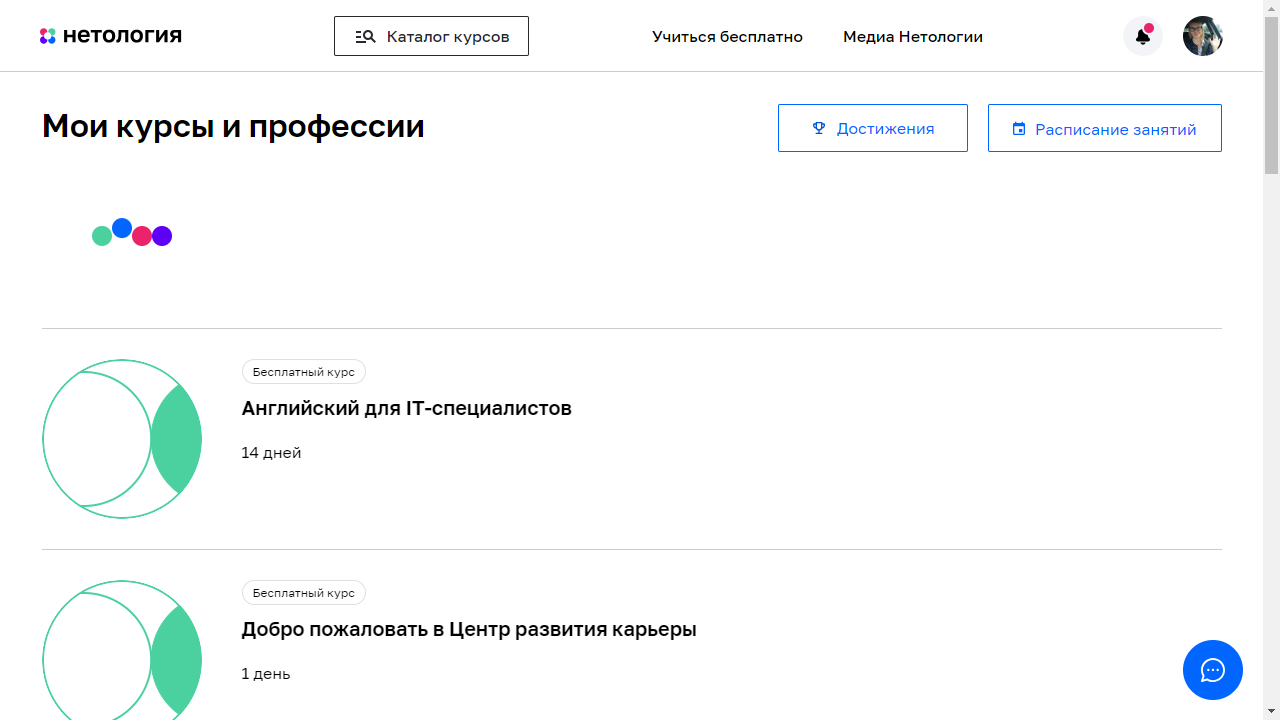 нетология
Каталог курсов
Учиться бесплатно
Медиа Нетологии
Мои курсы и профессии
Достижения
Расписание занятий
Бесплатный курс
Английский для IT-специалистов
14 дней
Бесплатный курс
Добро пожаловать в Центр развития карьеры
1 день